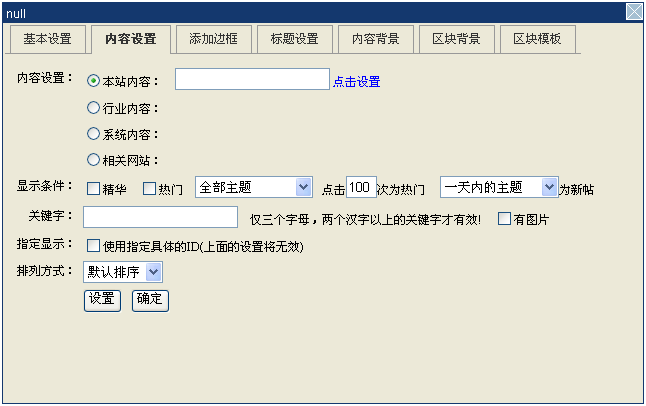 null
基本设置 内容设置 添加边框 标题设置 内容背景 区块背景 区块模板
内容设置： 本站内容： 点击设置
行业内容：
系统内容：
相关网站：
显示条件： 精华 热门 全部主题 点击 100 次为热门 一天内的主题 为新帖
关键字： 仅三个字母，两个汉字以上的关键字才有效! 有图片
指定显示： 使用指定具体的ID(上面的设置将无效)
排列方式： 默认排序
设置 确定